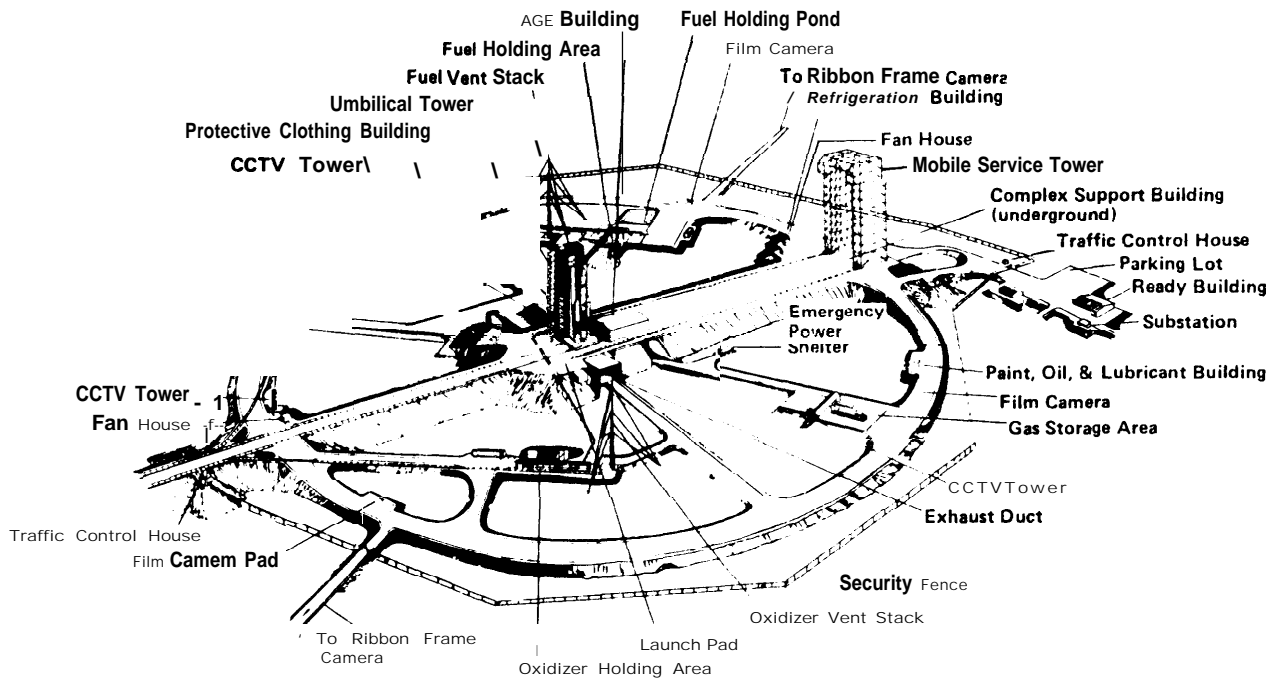 AGE Building
Fuel Holding Pond
Fuel Holding Area
Film Camera
Fuel Vent Stack
To Ribbon Frame Camera
Refrigeration Building
Umbilical Tower
Protective Clothing Building
Fan House
CCTV Tower
Mobile Service Tower
Complex Support Building
(underground)
Traffic Control House
Parking Lot
Ready Building
Emergency
Power
Shelter
Substation
Paint, Oil, & Lubricant Building
CCTV Tower
Film Camera
Fan House
Gas Storage Area
CCTVTower
Exhaust Duct
Traffic Control House
Film Camem Pad
Security Fence
Oxidizer Vent Stack
To Ribbon Frame
Camera
Launch Pad
Oxidizer Holding Area